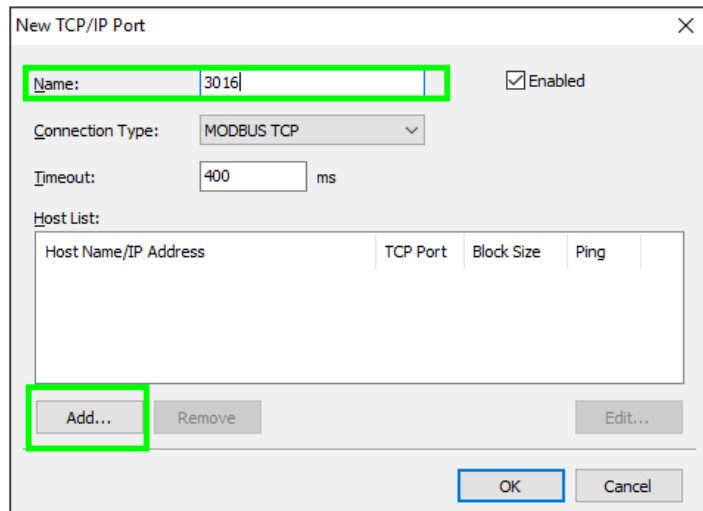 New TCP/IP Port
Name: 3016 Enabled
Connection Type: MODBUS TCP
Timeout: 400 ms
Host List:
Host Name/IP Address TCP Port Block Size Ping
Add... Remove Edit...
OK Cancel